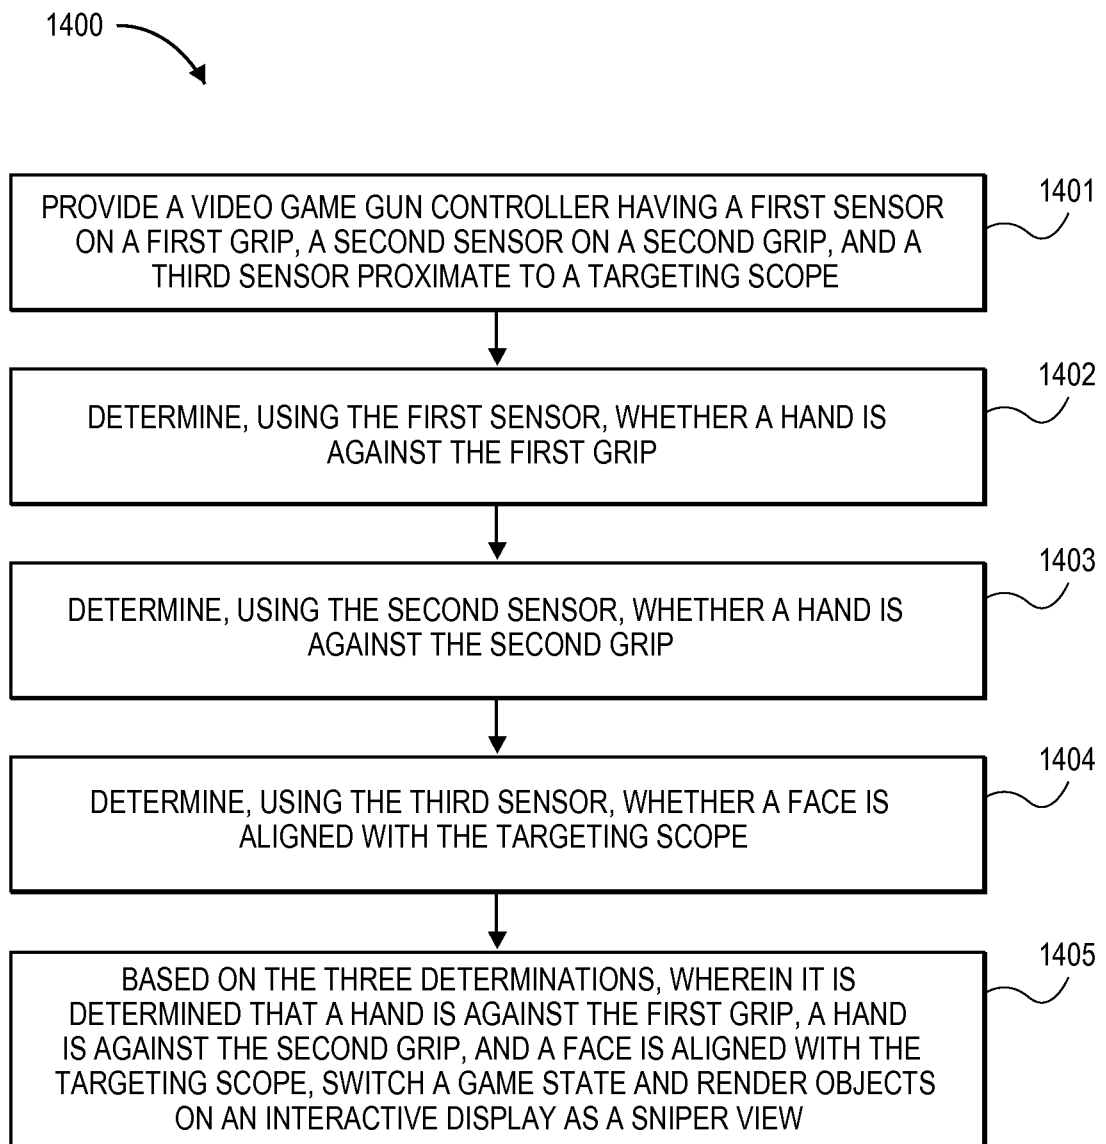 1400
PROVIDE A VIDEO GAME GUN CONTROLLER HAVING A FIRST SENSOR
ON A FIRST GRIP, A SECOND SENSOR ON A SECOND GRIP, AND A
THIRD SENSOR PROXIMATE TO A TARGETING SCOPE
1401
DETERMINE, USING THE FIRST SENSOR, WHETHER A HAND IS
AGAINST THE FIRST GRIP
1402
DETERMINE, USING THE SECOND SENSOR, WHETHER A HAND IS
AGAINST THE SECOND GRIP
1403
DETERMINE, USING THE THIRD SENSOR, WHETHER A FACE IS
ALIGNED WITH THE TARGETING SCOPE
1404
BASED ON THE THREE DETERMINATIONS, WHEREIN IT IS
DETERMINED THAT A HAND IS AGAINST THE FIRST GRIP, A HAND
IS AGAINST THE SECOND GRIP, AND A FACE IS ALIGNED WITH THE
TARGETING SCOPE, SWITCH A GAME STATE AND RENDER OBJECTS
ON AN INTERACTIVE DISPLAY AS A SNIPER VIEW
1405